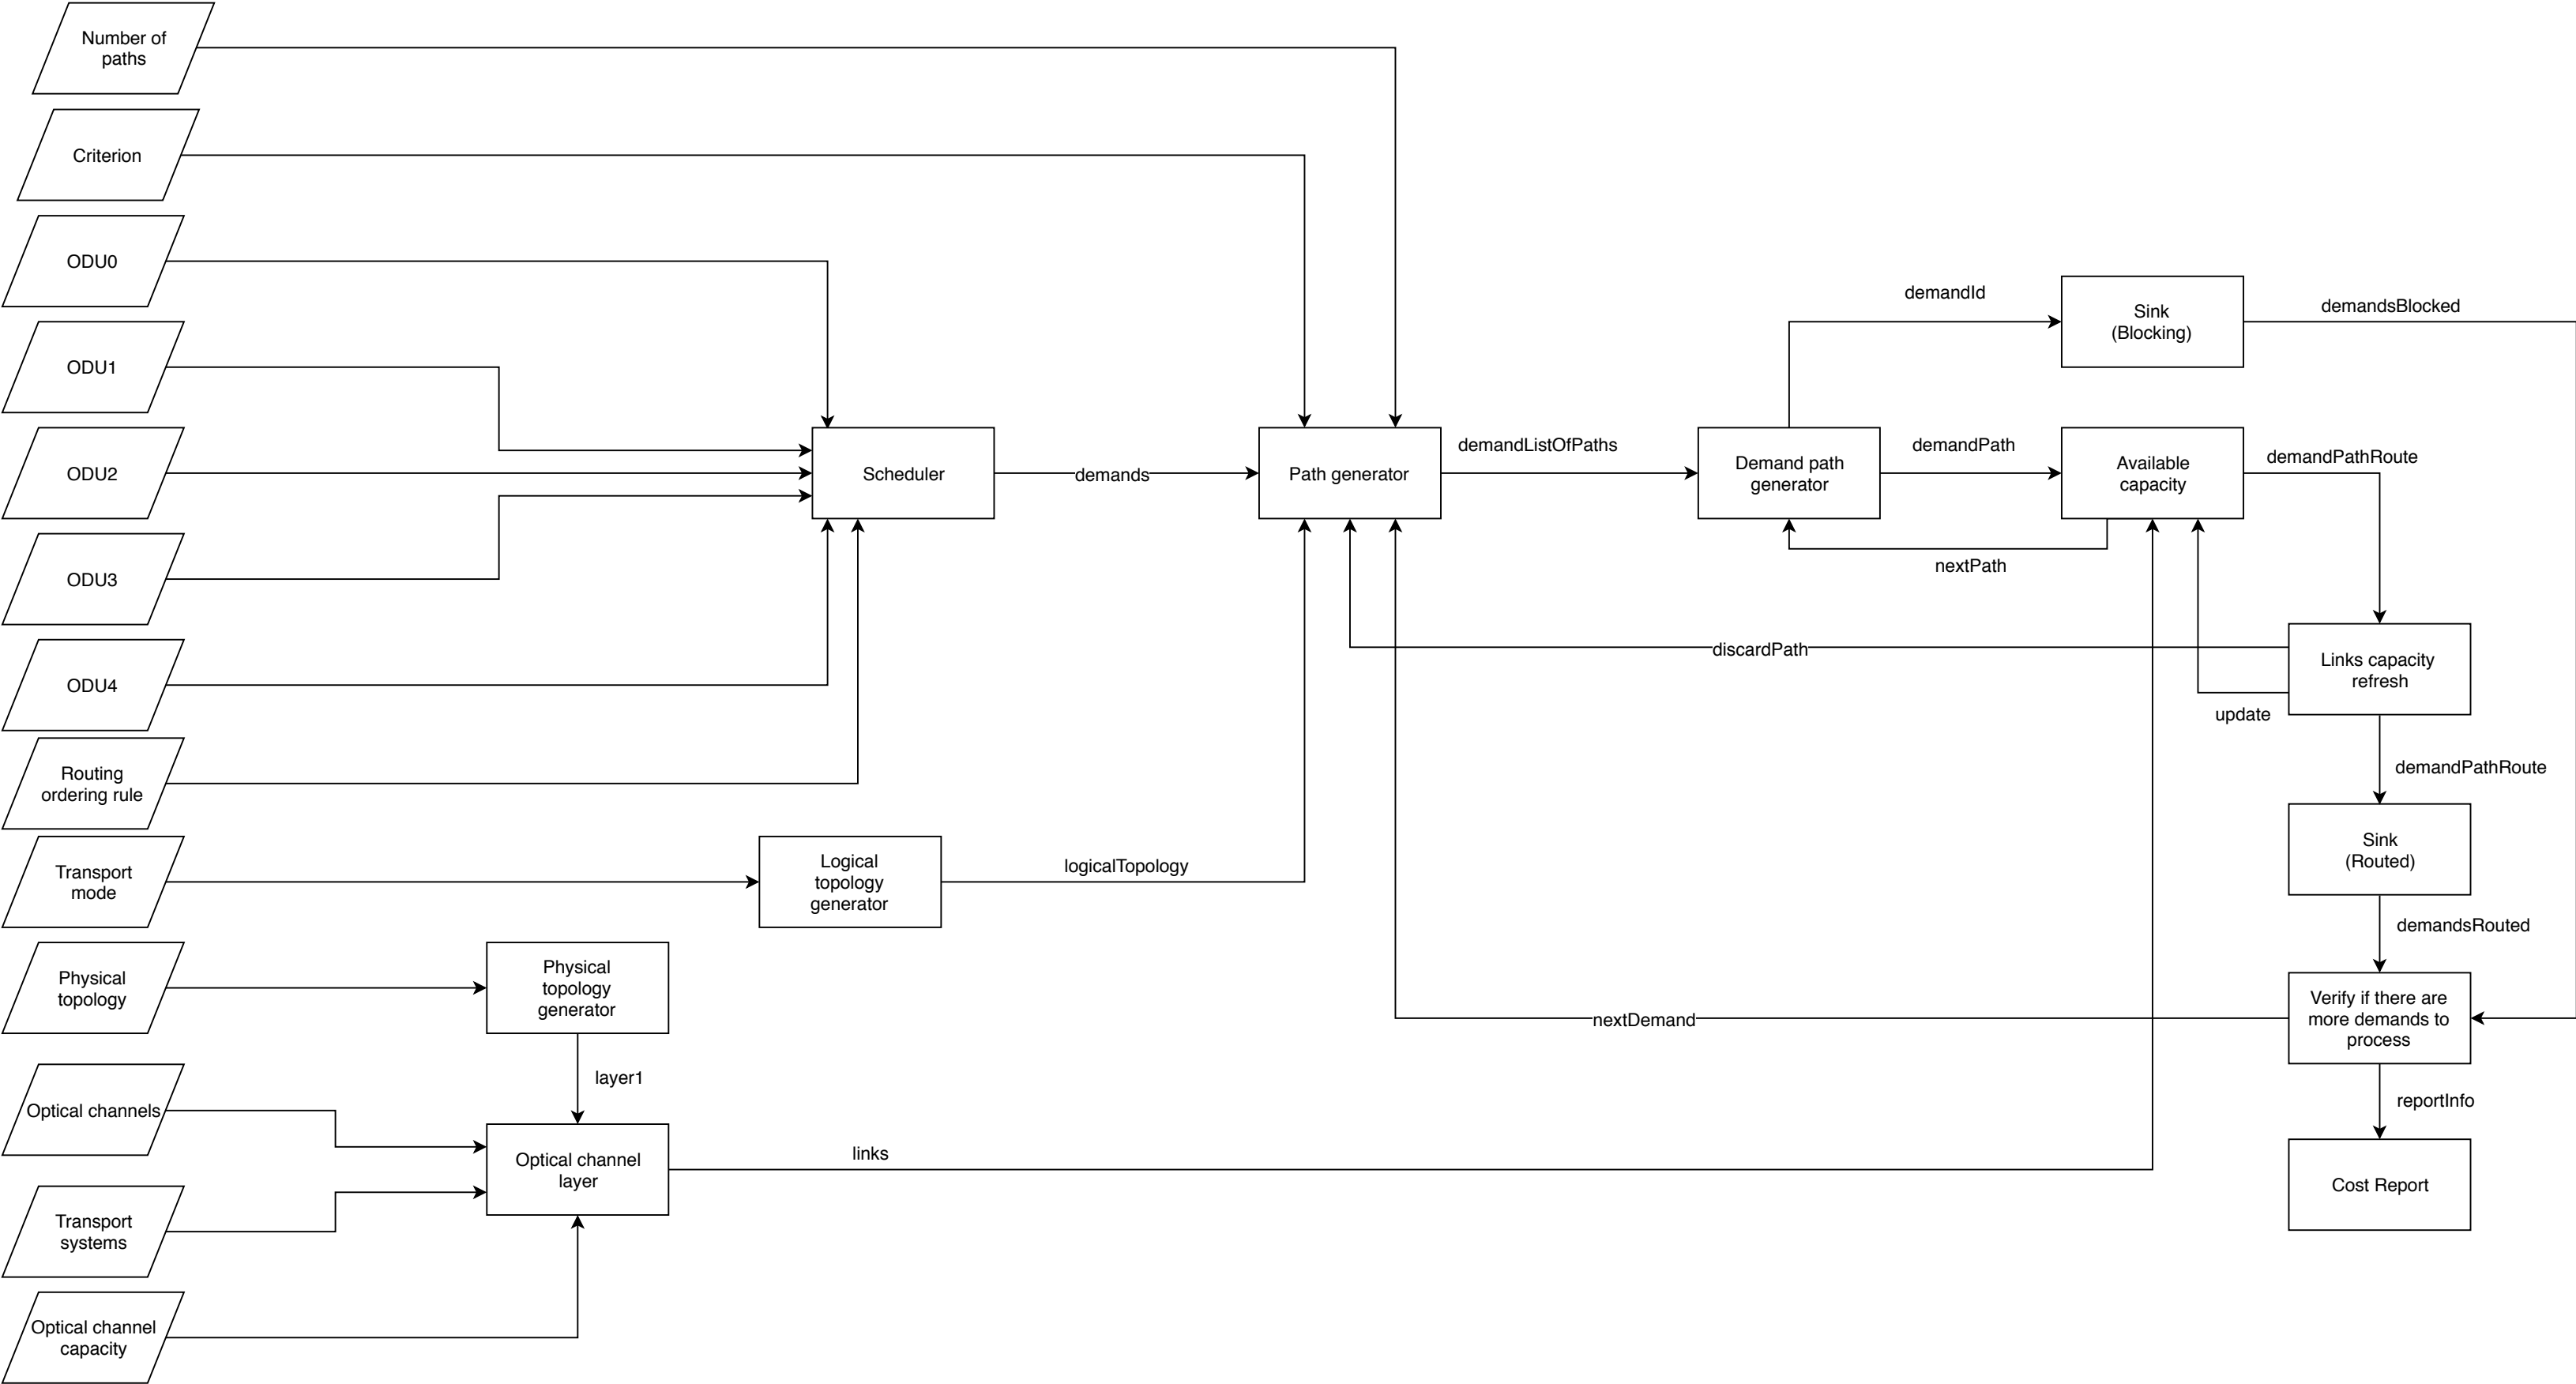 Number of
paths
Criterion
ODU0
ODU1
ODU2
ODU3
ODU4
Routing
ordering rule
Transport
mode
Physical
topology
Optical channels
Transport
systems
Optical channel
capacity
Scheduler
demands
Logical
topology
generator
logicalTopology
Physical
topology
generator
layer1
Optical channel
layer
links
Path generator
demandListOfPaths
Demand path
generator
demandId
Sink
(Blocking)
demandsBlocked
demandPath
Available
capacity
demandPathRoute
nextPath
discardPath
Links capacity
refresh
update
demandPathRoute
Sink
(Routed)
demandsRouted
Verify if there are
more demands to
process
nextDemand
reportInfo
Cost Report